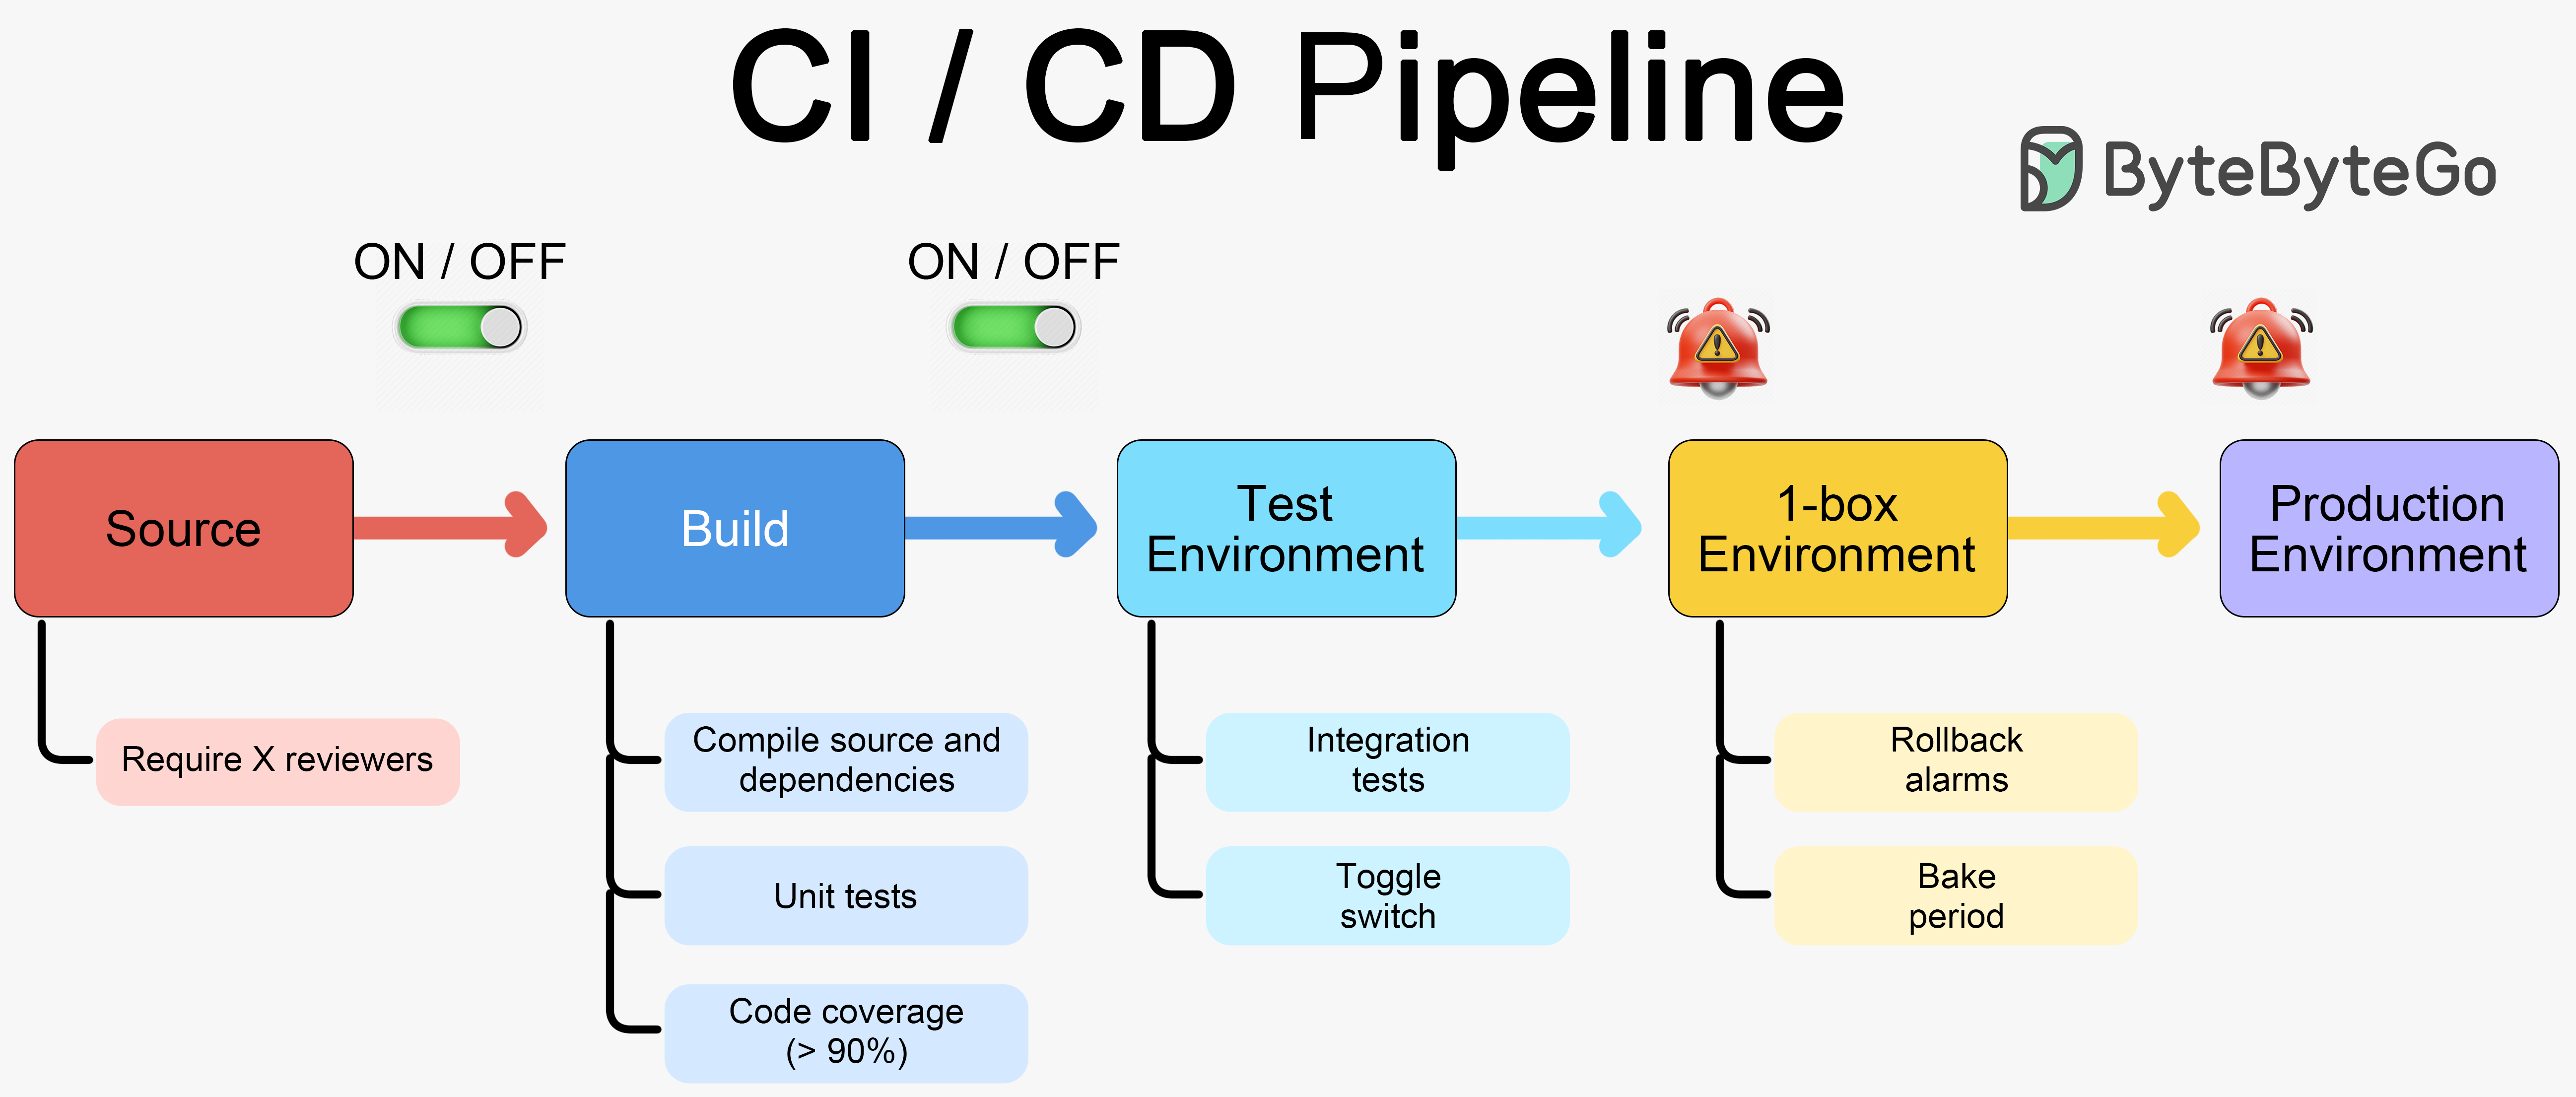 CI / CD Pipeline
ByteByteGo
ON / OFF
ON / OFF
Source
Build
Test
Environment
1-box
Environment
Production
Environment
Require X reviewers
Compile source and
dependencies
Unit tests
Code coverage
(> 90%)
Integration
tests
Toggle
switch
Rollback
alarms
Bake
period